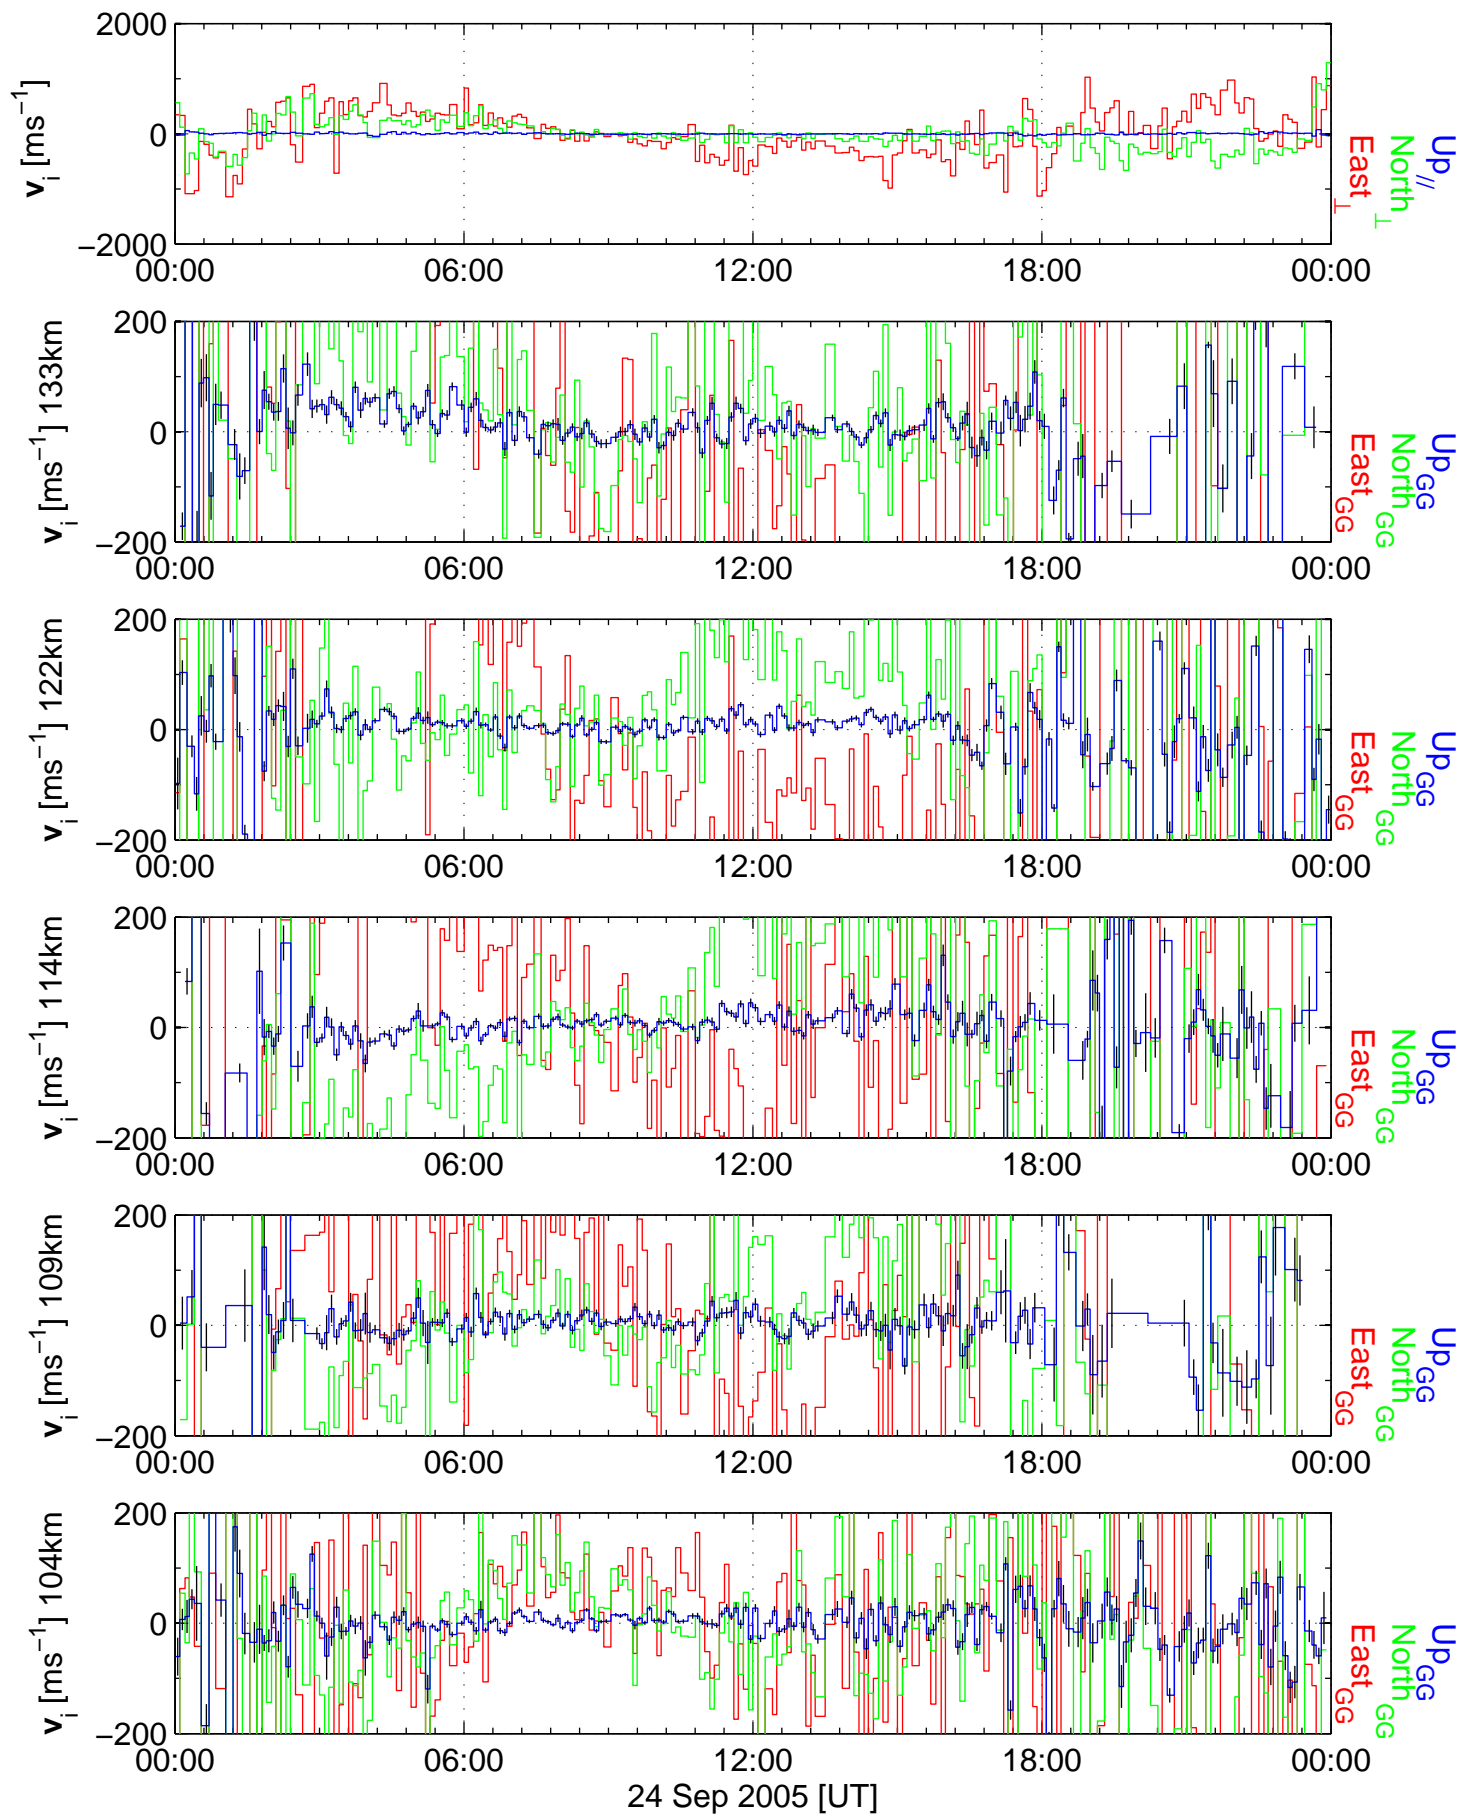 2000
0
−2000
v_i [ms^−1]
00:00 06:00 12:00 18:00 00:00
East_⊥
North_⊥
Up_//
200
0
−200
v_i [ms^−1] 133km
00:00 06:00 12:00 18:00 00:00
East_GG
North_GG
Up_GG
200
0
−200
v_i [ms^−1] 122km
00:00 06:00 12:00 18:00 00:00
East_GG
North_GG
Up_GG
200
0
−200
v_i [ms^−1] 114km
00:00 06:00 12:00 18:00 00:00
East_GG
North_GG
Up_GG
200
0
−200
v_i [ms^−1] 109km
00:00 06:00 12:00 18:00 00:00
East_GG
North_GG
Up_GG
200
0
−200
v_i [ms^−1] 104km
00:00 06:00 12:00 18:00 00:00
East_GG
North_GG
Up_GG
24 Sep 2005 [UT]